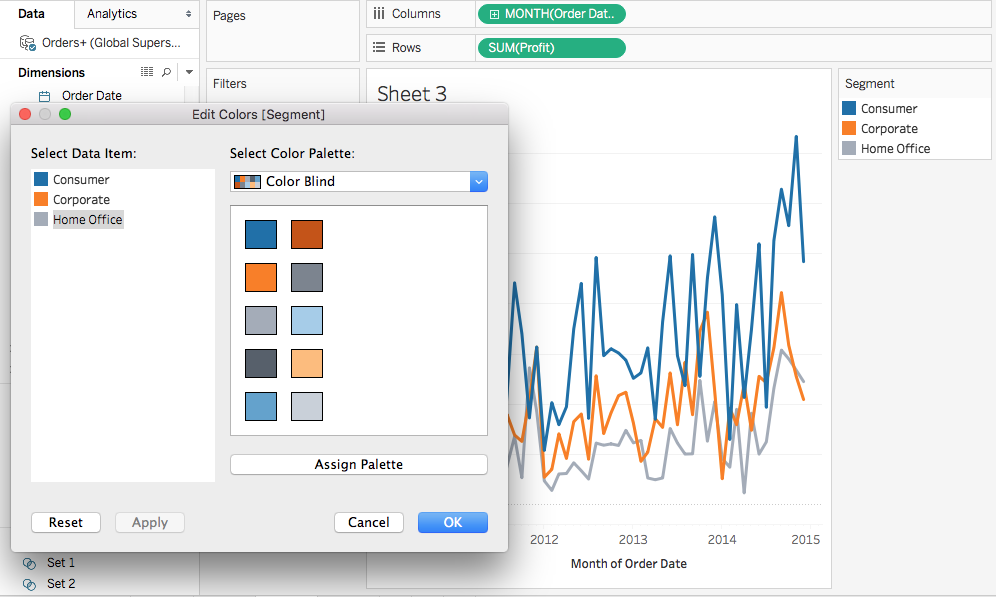 Data
Analytics
Pages
Columns
MONTH(Order Dat..
Orders+ (Global Supers...
Rows
SUM(Profit)
Dimensions
Filters
Order Date
Sheet 3
Segment
Consumer
Corporate
Home Office
Edit Colors [Segment]
Select Data Item:
Consumer
Corporate
Home Office
Select Color Palette:
Color Blind
Assign Palette
Reset
Apply
Cancel
OK
2012
2013
2014
2015
Month of Order Date
Set 1
Set 2